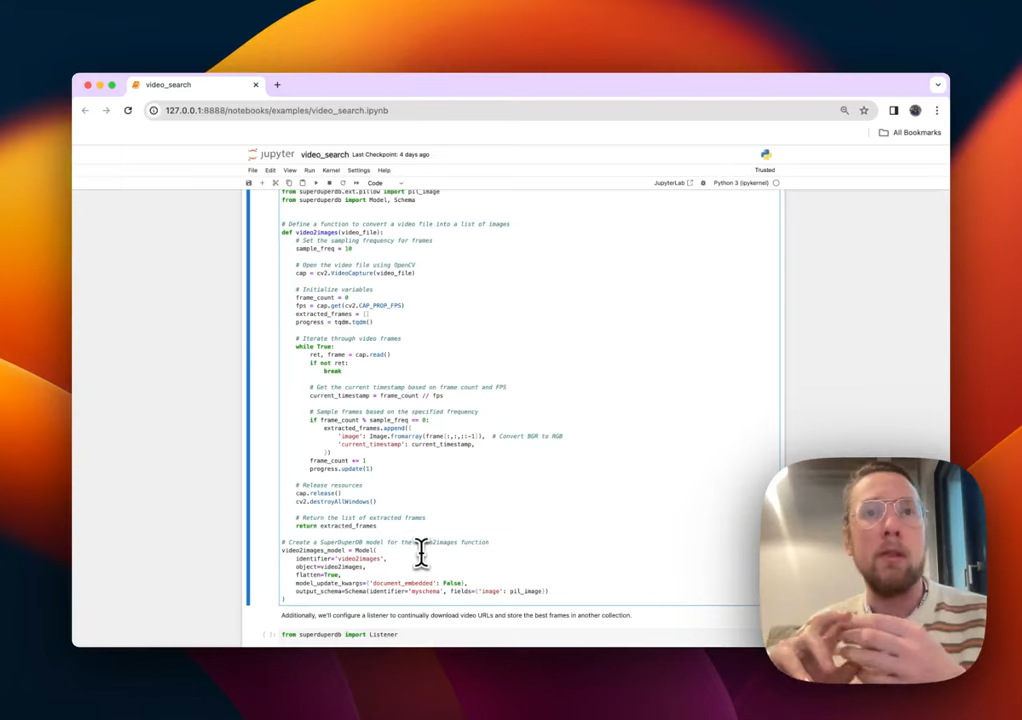 video_search
127.0.0.1:8888/notebooks/examples/video_search.ipynb
All Bookmarks
jupyter video_search Last Checkpoint: 4 days ago
File Edit View Run Kernel Settings Help
Trusted
Code
JupyterLab
Python 3 (ipykernel)
from superduperdb.ext.pillow import pil_image
from superduperdb import Model, Schema
# Define a function to convert a video file into a list of images
def video2images(video_file):
# Set the sampling frequency for frames
sample_freq = 10
# Open the video file using OpenCV
cap = cv2.VideoCapture(video_file)
# Initialize variables
frame_count = 0
fps = cap.get(cv2.CAP_PROP_FPS)
extracted_frames = []
progress = tqdm.tqdm()
# Iterate through video frames
while True:
ret, frame = cap.read()
if not ret:
break
# Get the current timestamp based on frame count and FPS
current_timestamp = frame_count // fps
# Sample frames based on the specified frequency
if frame_count % sample_freq == 0:
extracted_frames.append({
'image': Image.fromarray(frame[:,:,::-1]), # Convert BGR to RGB
'current_timestamp': current_timestamp,
})
frame_count += 1
progress.update(1)
# Release resources
cap.release()
cv2.destroyAllWindows()
# Return the list of extracted frames
return extracted_frames
# Create a SuperDuperDB model for the video2images function
video2images_model = Model(
identifier='video2images',
object=video2images,
flatten=True,
model_update_kwargs={'document_embedded': False},
output_schema=Schema(identifier='myschema', fields={'image': pil_image})
)
Additionally, we'll configure a listener to continually download video URLs and store the best frames in another collection.
[ ]: from superduperdb import Listener